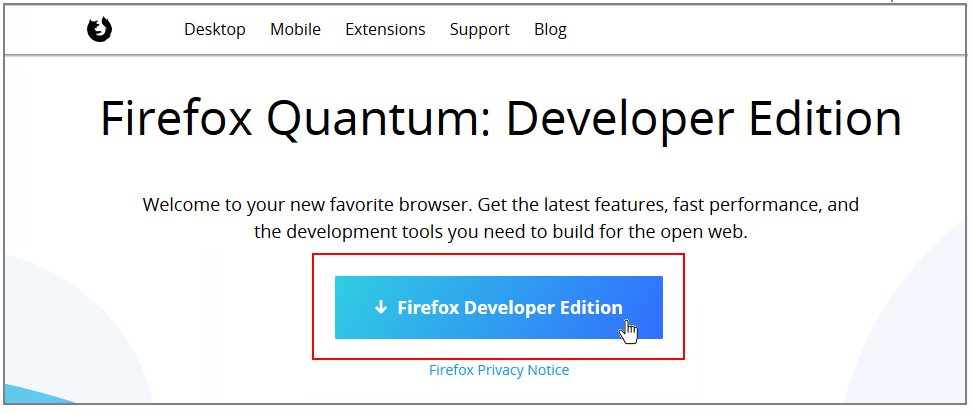 Desktop Mobile Extensions Support Blog
Firefox Quantum: Developer Edition
Welcome to your new favorite browser. Get the latest features, fast performance, and
the development tools you need to build for the open web.
Firefox Developer Edition
Firefox Privacy Notice